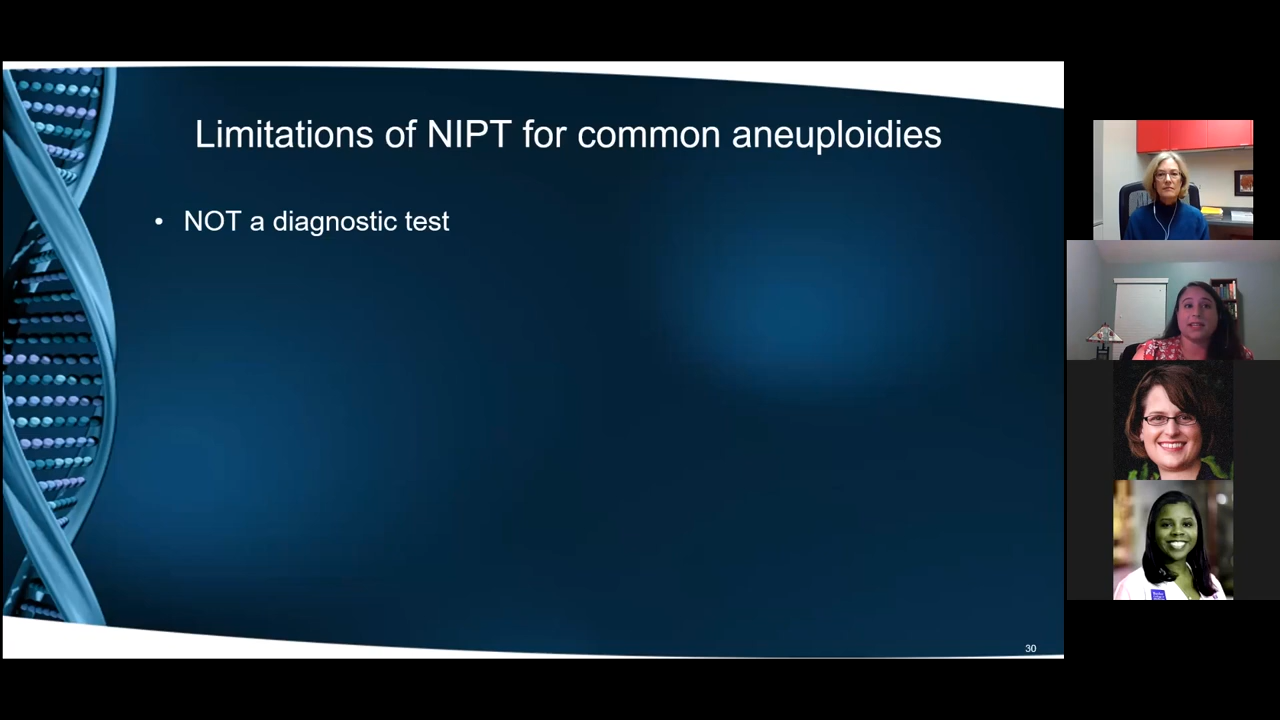 Limitations of NIPT for common aneuploidies
• NOT a diagnostic test
30